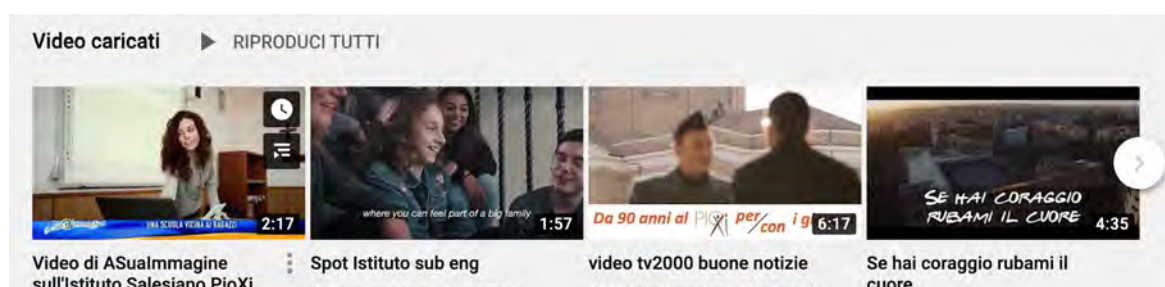 Video caricati RIPRODUCI TUTTI
UNA SCUOLA VICINA AI RAGAZZI
2:17
where you can feel part of a big family
1:57
Da 90 anni al PIOXI per/con i g
6:17
SE HAI CORAGGIO
RUBAMI IL CUORE
4:35
Video di ASuaImmagine
sull'Istituto Salesiano PioXi
Spot Istituto sub eng
video tv2000 buone notizie
Se hai coraggio rubami il
cuore